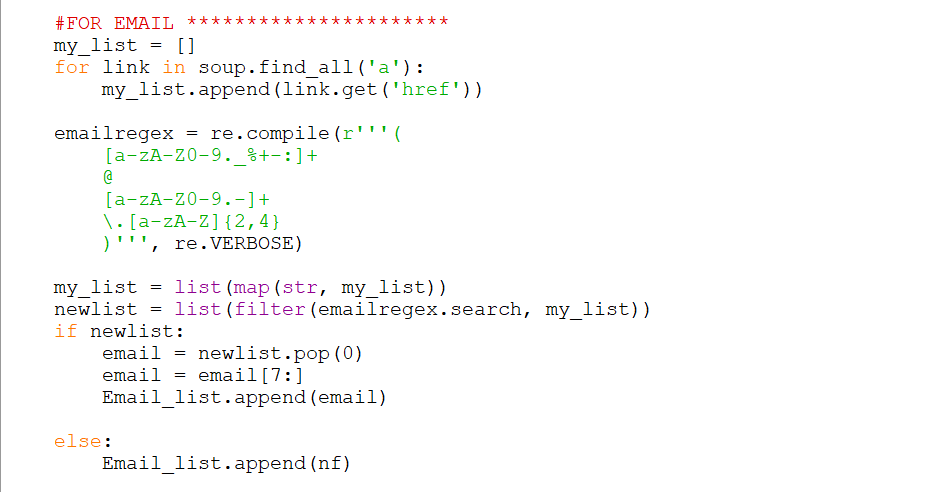 #FOR EMAIL **********************
my_list = []
for link in soup.find_all('a'):
    my_list.append(link.get('href'))

emailregex = re.compile(r'''(
    [a-zA-Z0-9._%+-:]+
    @
    [a-zA-Z0-9.-]+
    \.[a-zA-Z]{2,4}
    )''', re.VERBOSE)

my_list = list(map(str, my_list))
newlist = list(filter(emailregex.search, my_list))
if newlist:
    email = newlist.pop(0)
    email = email[7:]
    Email_list.append(email)

else:
    Email_list.append(nf)